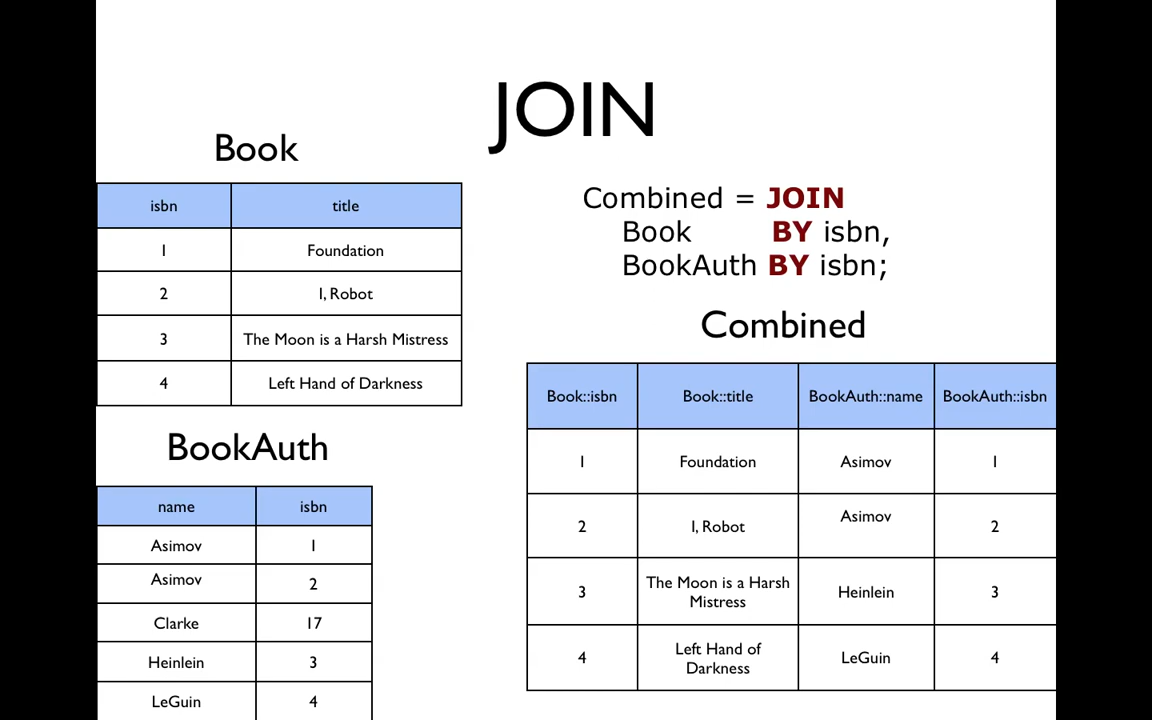 JOIN
Book
isbn title
1 Foundation
2 I, Robot
3 The Moon is a Harsh Mistress
4 Left Hand of Darkness
BookAuth
name isbn
Asimov 1
Asimov 2
Clarke 17
Heinlein 3
LeGuin 4
Combined = JOIN
Book BY isbn,
BookAuth BY isbn;
Combined
Book::isbn Book::title BookAuth::name BookAuth::isbn
1 Foundation Asimov 1
2 I, Robot Asimov 2
3 The Moon is a Harsh
Mistress Heinlein 3
4 Left Hand of
Darkness LeGuin 4